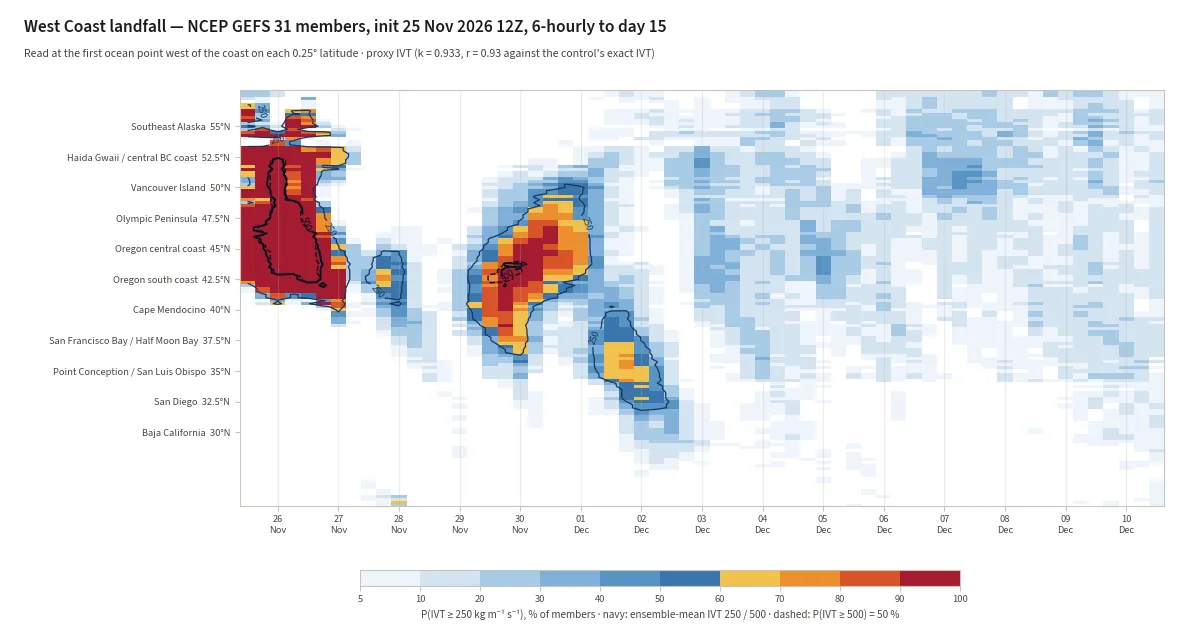 West Coast landfall — NCEP GEFS 31 members, init 25 Nov 2026 12Z, 6-hourly to day 15
Read at the first ocean point west of the coast on each 0.25° latitude · proxy IVT (k = 0.933, r = 0.93 against the control's exact IVT)
Southeast Alaska 55°N
Haida Gwaii / central BC coast 52.5°N
Vancouver Island 50°N
Olympic Peninsula 47.5°N
Oregon central coast 45°N
Oregon south coast 42.5°N
Cape Mendocino 40°N
San Francisco Bay / Half Moon Bay 37.5°N
Point Conception / San Luis Obispo 35°N
San Diego 32.5°N
Baja California 30°N
250
500
250
250
250
26 27 28 29 30 01 02 03 04 05 06 07 08 09 10
Nov Nov Nov Nov Nov Dec Dec Dec Dec Dec Dec Dec Dec Dec Dec
5 10 20 30 40 50 60 70 80 90 100
P(IVT ≥ 250 kg m⁻¹ s⁻¹), % of members · navy: ensemble-mean IVT 250 / 500 · dashed: P(IVT ≥ 500) = 50 %